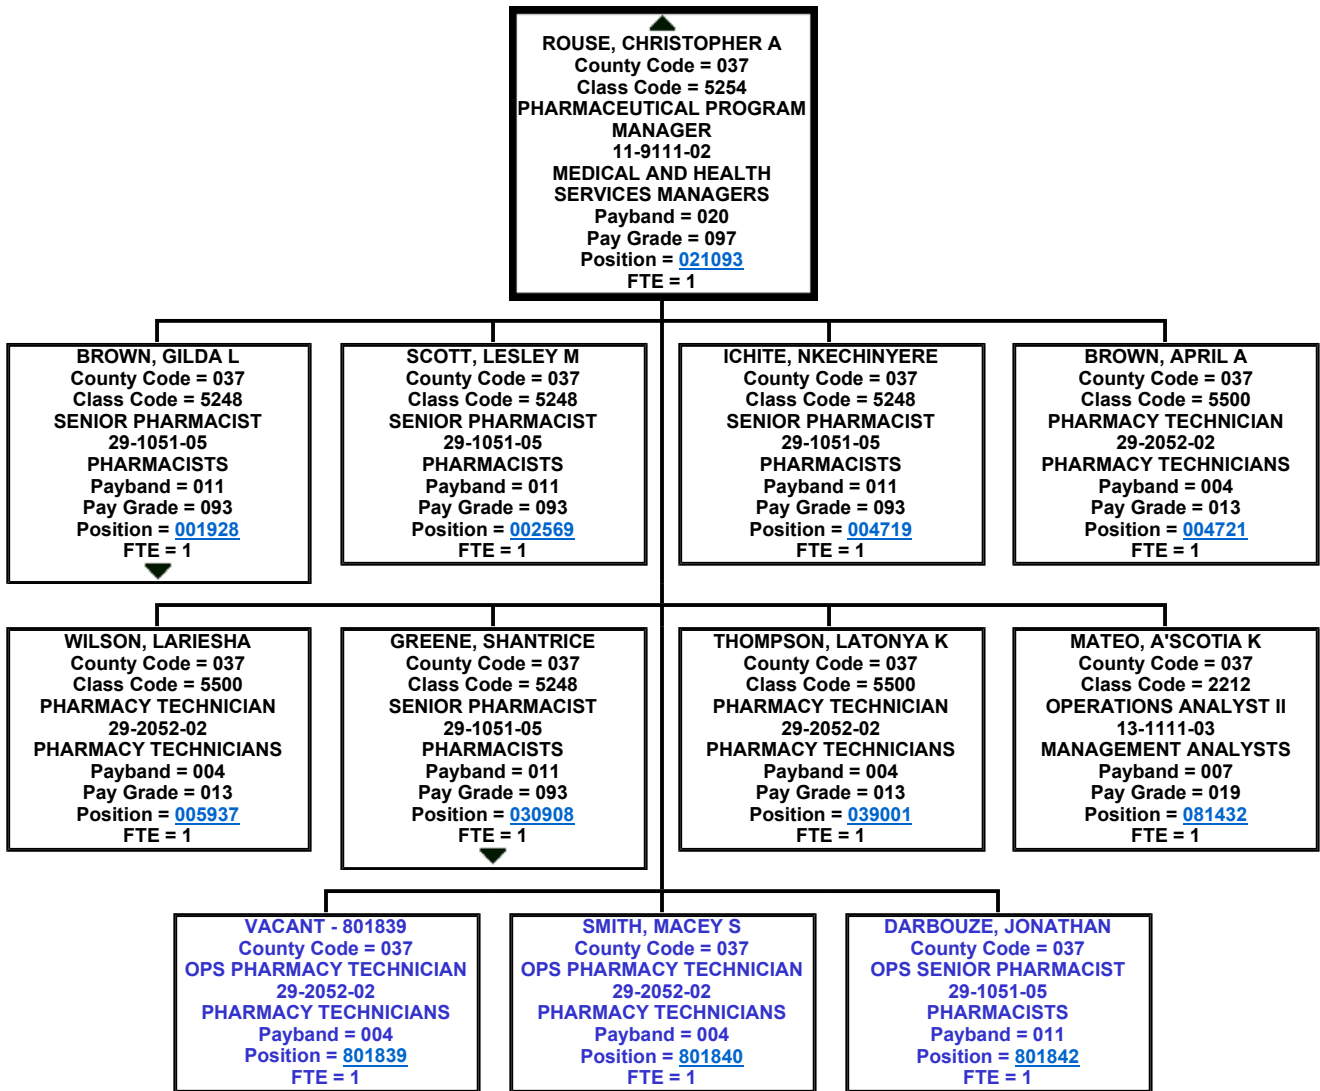 ROUSE, CHRISTOPHER A
County Code = 037
Class Code = 5254
PHARMACEUTICAL PROGRAM
MANAGER
11-9111-02
MEDICAL AND HEALTH
SERVICES MANAGERS
Payband = 020
Pay Grade = 097
Position = 021093
FTE = 1
BROWN, GILDA L
County Code = 037
Class Code = 5248
SENIOR PHARMACIST
29-1051-05
PHARMACISTS
Payband = 011
Pay Grade = 093
Position = 001928
FTE = 1
SCOTT, LESLEY M
County Code = 037
Class Code = 5248
SENIOR PHARMACIST
29-1051-05
PHARMACISTS
Payband = 011
Pay Grade = 093
Position = 002569
FTE = 1
ICHITE, NKECHINYERE
County Code = 037
Class Code = 5248
SENIOR PHARMACIST
29-1051-05
PHARMACISTS
Payband = 011
Pay Grade = 093
Position = 004719
FTE = 1
BROWN, APRIL A
County Code = 037
Class Code = 5500
PHARMACY TECHNICIAN
29-2052-02
PHARMACY TECHNICIANS
Payband = 004
Pay Grade = 013
Position = 004721
FTE = 1
WILSON, LARIESHA
County Code = 037
Class Code = 5500
PHARMACY TECHNICIAN
29-2052-02
PHARMACY TECHNICIANS
Payband = 004
Pay Grade = 013
Position = 005937
FTE = 1
GREENE, SHANTRICE
County Code = 037
Class Code = 5248
SENIOR PHARMACIST
29-1051-05
PHARMACISTS
Payband = 011
Pay Grade = 093
Position = 030908
FTE = 1
THOMPSON, LATONYA K
County Code = 037
Class Code = 5500
PHARMACY TECHNICIAN
29-2052-02
PHARMACY TECHNICIANS
Payband = 004
Pay Grade = 013
Position = 039001
FTE = 1
MATEO, A'SCOTIA K
County Code = 037
Class Code = 2212
OPERATIONS ANALYST II
13-1111-03
MANAGEMENT ANALYSTS
Payband = 007
Pay Grade = 019
Position = 081432
FTE = 1
VACANT - 801839
County Code = 037
OPS PHARMACY TECHNICIAN
29-2052-02
PHARMACY TECHNICIANS
Payband = 004
Position = 801839
FTE = 1
SMITH, MACEY S
County Code = 037
OPS PHARMACY TECHNICIAN
29-2052-02
PHARMACY TECHNICIANS
Payband = 004
Position = 801840
FTE = 1
DARBOUZE, JONATHAN
County Code = 037
OPS SENIOR PHARMACIST
29-1051-05
PHARMACISTS
Payband = 011
Position = 801842
FTE = 1